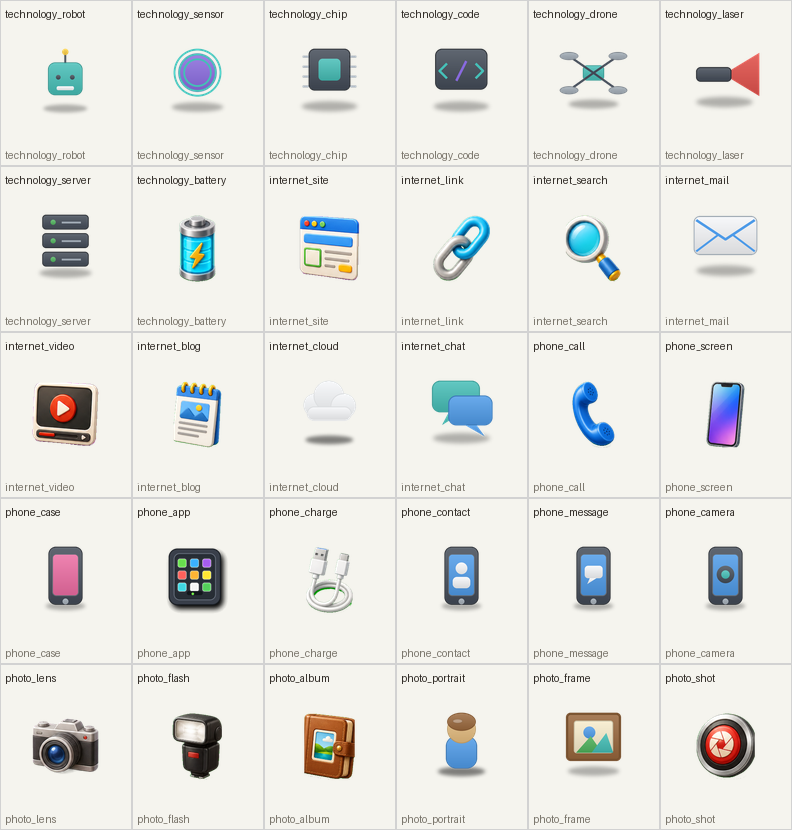 technology_robot technology_sensor technology_chip technology_code technology_drone technology_laser
technology_robot technology_sensor technology_chip technology_code technology_drone technology_laser
technology_server technology_battery internet_site internet_link internet_search internet_mail
technology_server technology_battery internet_site internet_link internet_search internet_mail
internet_video internet_blog internet_cloud internet_chat phone_call phone_screen
internet_video internet_blog internet_cloud internet_chat phone_call phone_screen
phone_case phone_app phone_charge phone_contact phone_message phone_camera
phone_case phone_app phone_charge phone_contact phone_message phone_camera
photo_lens photo_flash photo_album photo_portrait photo_frame photo_shot
photo_lens photo_flash photo_album photo_portrait photo_frame photo_shot